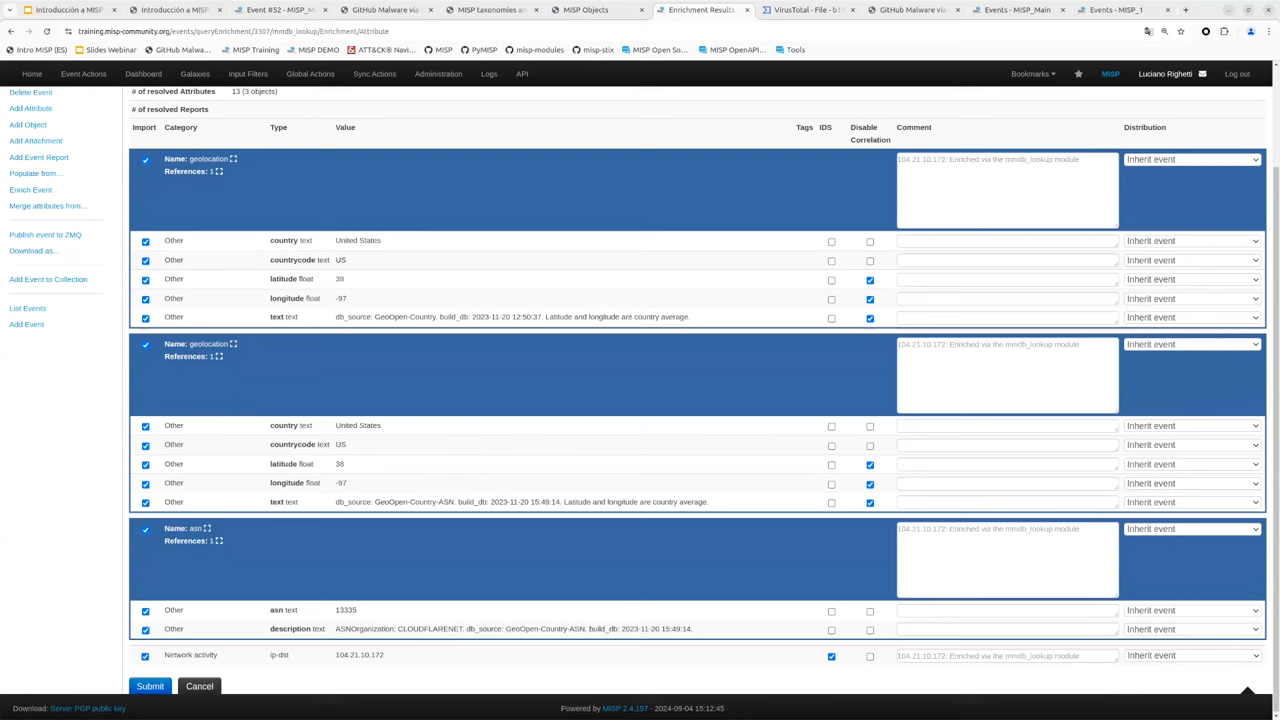 Introducción a MISP
Introducción a MISP
Event #52 - MISP_M
GitHub Malware via
MISP taxonomies an
MISP Objects
Enrichment Results
VirusTotal - File - b1
GitHub Malware via
Events - MISP_Main
Events - MISP_1
training.misp-community.org/events/queryEnrichment/3307/mmdb_lookup/Enrichment/Attribute
Intro MISP (ES) Slides Webinar GitHub Malwa... MISP Training MISP DEMO ATT&CK® Navi... MISP PyMISP misp-modules misp-stix MISP Open So... MISP OpenAPI... Tools
Home Event Actions Dashboard Galaxies Input Filters Global Actions Sync Actions Administration Logs API Bookmarks MISP Luciano Righetti Log out
Delete Event
Add Attribute
Add Object
Add Attachment
Add Event Report
Populate from...
Enrich Event
Merge attributes from...
Publish event to ZMQ
Download as...
Add Event to Collection
List Events
Add Event
# of resolved Attributes 13 (3 objects)
# of resolved Reports
Import Category Type Value Tags IDS Disable Correlation Comment Distribution
Name: geolocation 104.21.10.172: Enriched via the mmdb_lookup module Inherit event
References: 1
Other country text United States Inherit event
Other countrycode text US Inherit event
Other latitude float 38 Inherit event
Other longitude float -97 Inherit event
Other text text db_source: GeoOpen-Country. build_db: 2023-11-20 12:50:37. Latitude and longitude are country average. Inherit event
Name: geolocation 104.21.10.172: Enriched via the mmdb_lookup module Inherit event
References: 1
Other country text United States Inherit event
Other countrycode text US Inherit event
Other latitude float 38 Inherit event
Other longitude float -97 Inherit event
Other text text db_source: GeoOpen-Country-ASN. build_db: 2023-11-20 15:49:14. Latitude and longitude are country average. Inherit event
Name: asn 104.21.10.172: Enriched via the mmdb_lookup module Inherit event
References: 1
Other asn text 13335 Inherit event
Other description text ASNOrganization: CLOUDFLARENET. db_source: GeoOpen-Country-ASN. build_db: 2023-11-20 15:49:14. Inherit event
Network activity ip-dst 104.21.10.172 104.21.10.172: Enriched via the mmdb_lookup module Inherit event
Submit Cancel
Download: Server PGP public key Powered by MISP 2.4.197 - 2024-09-04 15:12:45